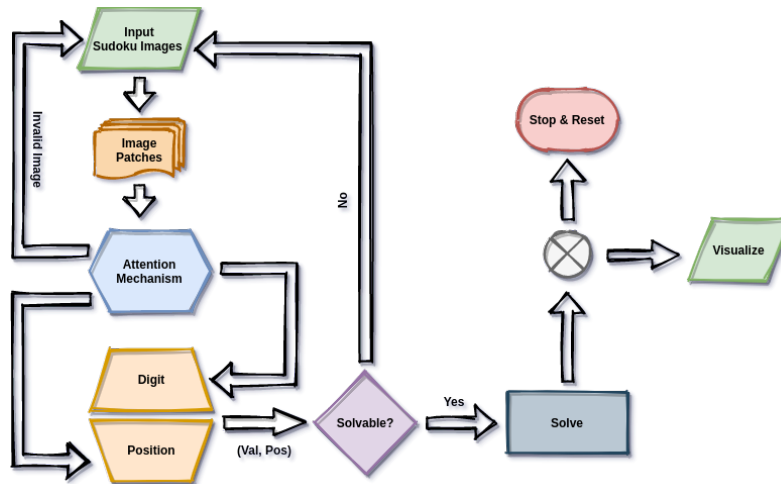 Input
Sudoku Images
Invalid Image
Image
Patches
No
Stop & Reset
Attention
Mechanism
Visualize
Digit
Yes
Solvable?
Solve
Position
(Val, Pos)